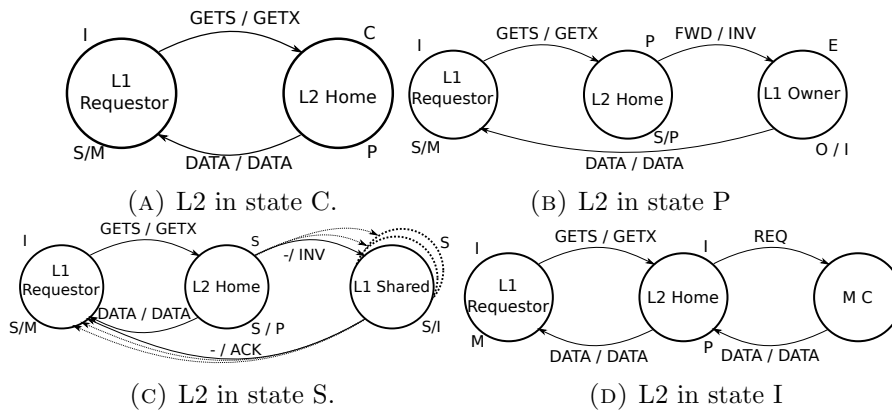 GETS / GETX
I
C
L1
Requestor
L2 Home
S/M
DATA / DATA
P
(A) L2 in state C.
GETS / GETX
FWD / INV
I
P
E
L1
Requestor
L2 Home
L1 Owner
S/M
S/P
O / I
DATA / DATA
(B) L2 in state P
GETS / GETX
I
S
-/ INV
S
L1
Requestor
L2 Home
L1 Shared
S/M
DATA / DATA
S / P
S/I
- / ACK
(C) L2 in state S.
GETS / GETX
REQ
I
I
L1
Requestor
L2 Home
M C
M
P
DATA / DATA
DATA / DATA
(D) L2 in state I